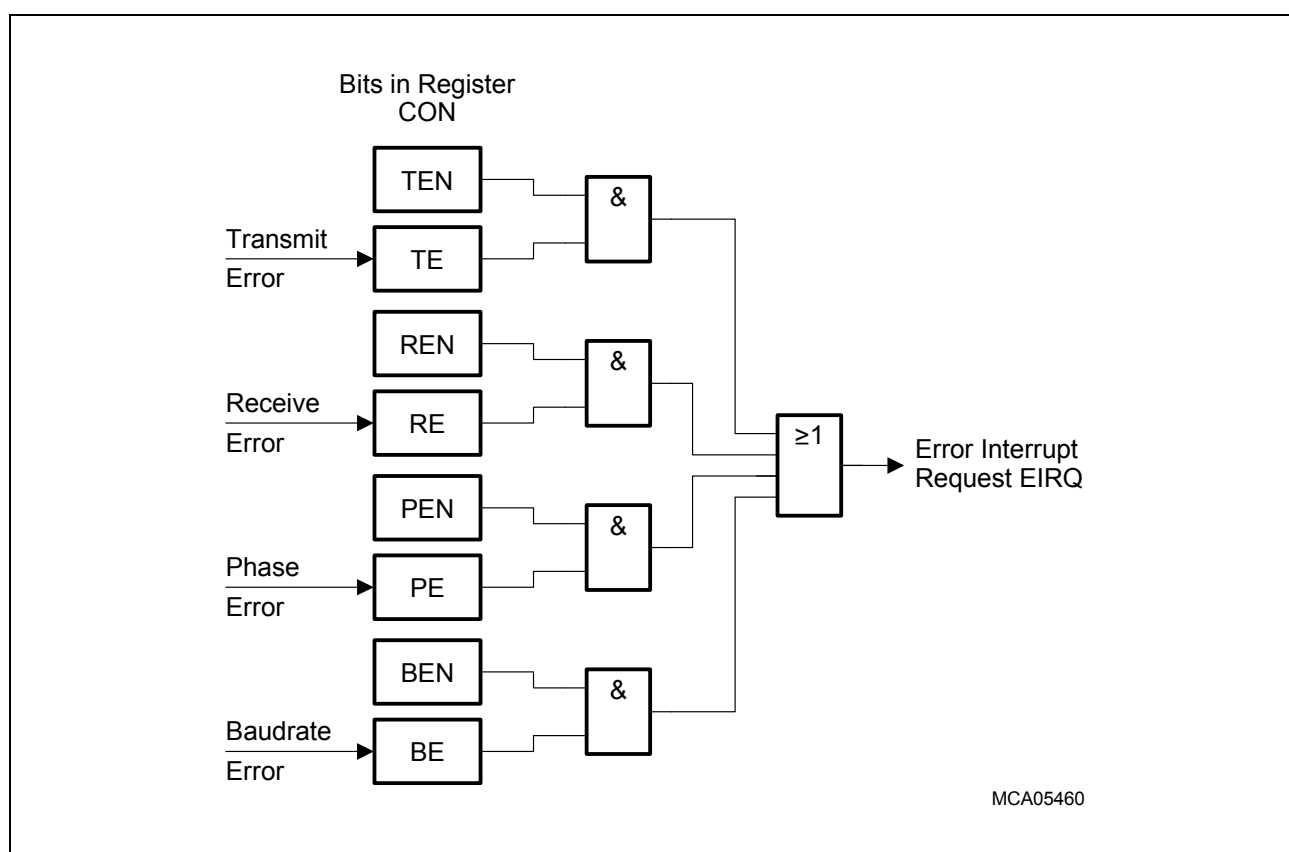 Bits in Register
CON
TEN
&
Transmit
Error
TE
REN
&
Receive
Error
RE
≥1
Error Interrupt
Request EIRQ
PEN
&
Phase
Error
PE
BEN
&
Baudrate
Error
BE
MCA05460